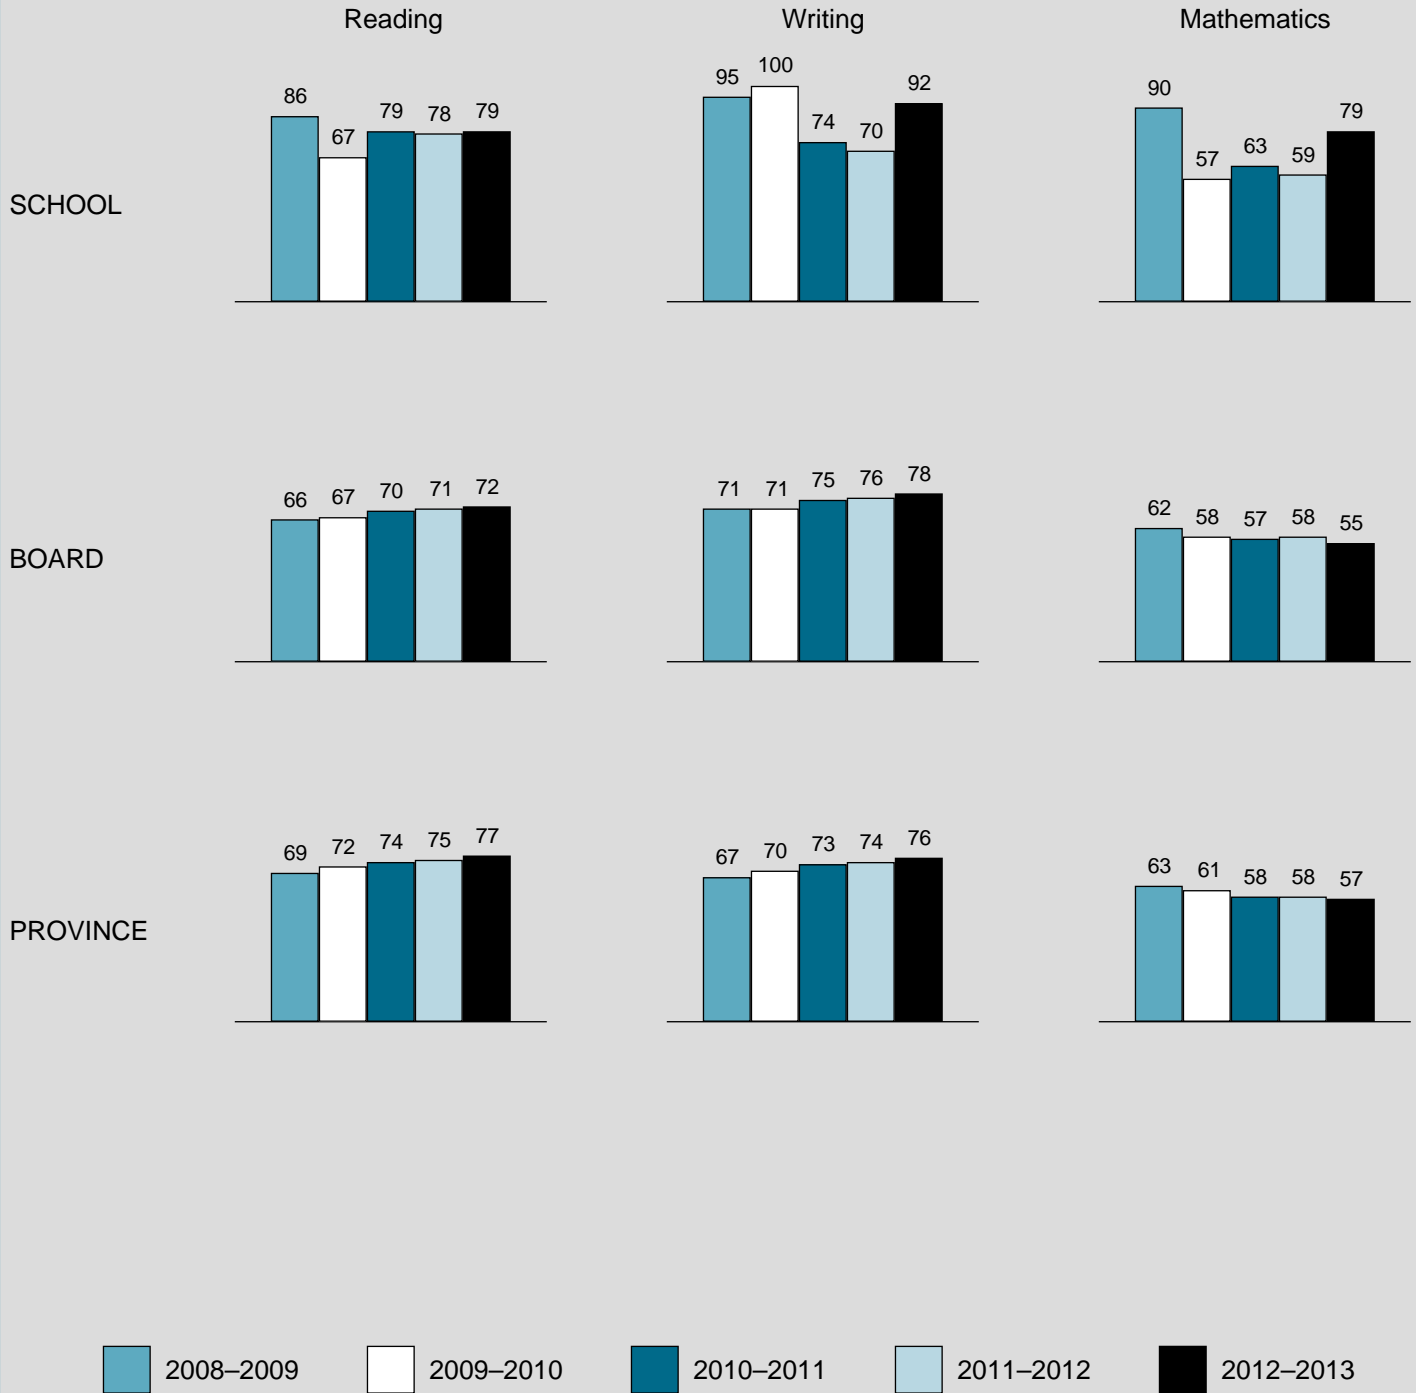 Reading Writing Mathematics
86 67 79 78 79
95 100 74 70 92
90 57 63 59 79
SCHOOL
66 67 70 71 72
71 71 75 76 78
62 58 57 58 55
BOARD
69 72 74 75 77
67 70 73 74 76
63 61 58 58 57
PROVINCE
2008–2009 2009–2010 2010–2011 2011–2012 2012–2013